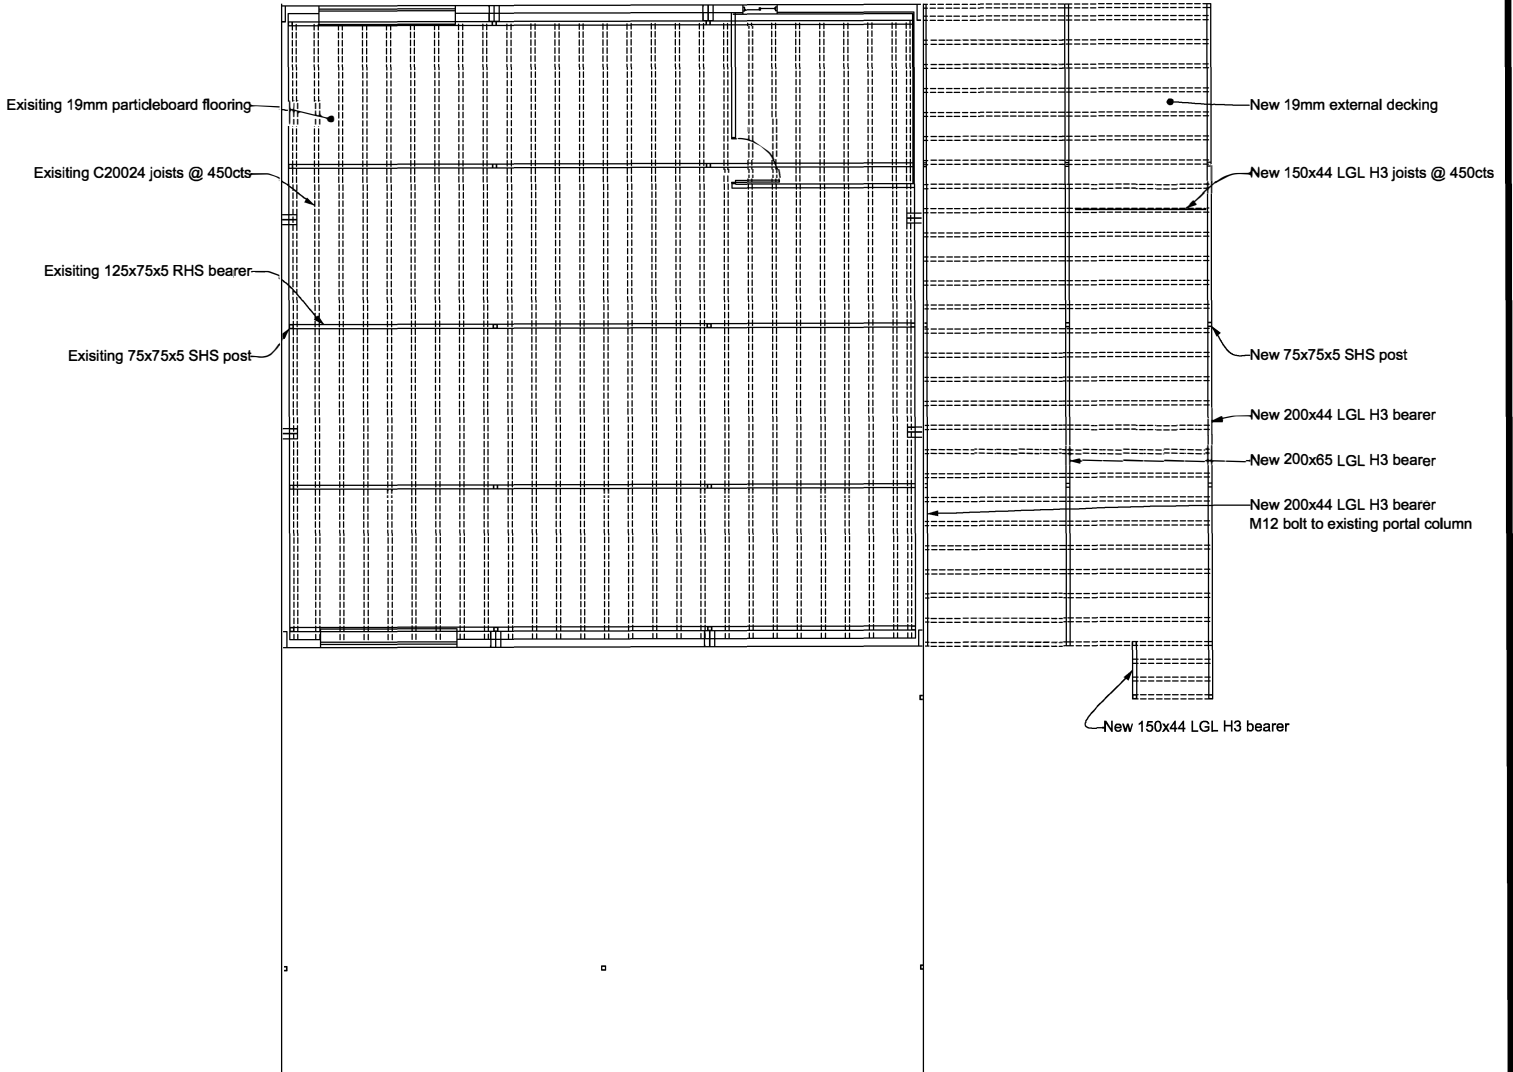 Exisiting 19mm particleboard flooring
Exisiting C20024 joists @ 450cts
Exisiting 125x75x5 RHS bearer
Exisiting 75x75x5 SHS post
New 19mm external decking
New 150x44 LGL H3 joists @ 450cts
New 75x75x5 SHS post
New 200x44 LGL H3 bearer
New 200x65 LGL H3 bearer
New 200x44 LGL H3 bearer
M12 bolt to existing portal column
New 150x44 LGL H3 bearer